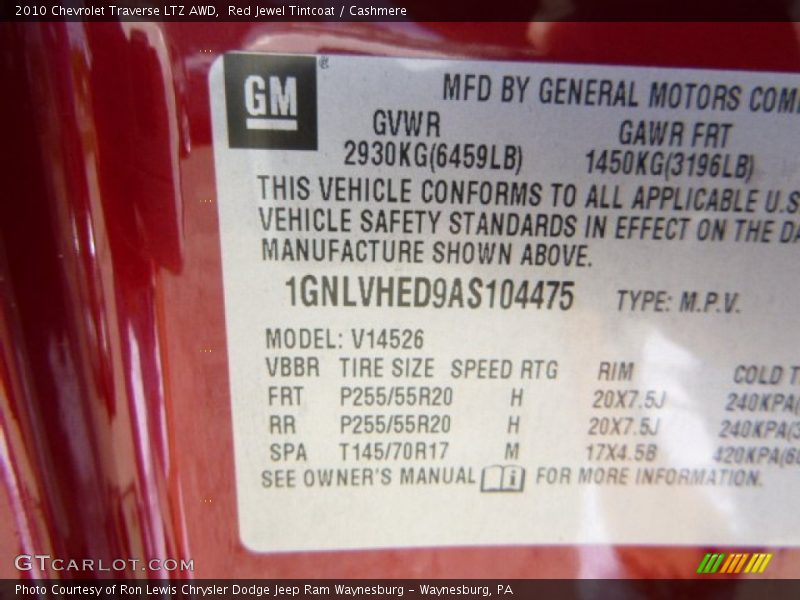 2010 Chevrolet Traverse LTZ AWD,  Red Jewel Tintcoat / Cashmere
GM ®
MFD BY GENERAL MOTORS
GVWR GAWR FRT
2930KG(6459LB) 1450KG(3196LB)
THIS VEHICLE CONFORMS TO ALL APPLICABLE U.S
VEHICLE SAFETY STANDARDS IN EFFECT ON THE
MANUFACTURE SHOWN ABOVE.
1GNLVHED9AS104475 TYPE: M.P.V.
MODEL: V14526
VBBR TIRE SIZE SPEED RTG RIM COLD
FRT P255/55R20 H 20X7.5J 240KPA(
RR P255/55R20 H 20X7.5J 240KPA(3
SPA T145/70R17 M 17X4.5B 420KPA(60
SEE OWNER'S MANUAL i FOR MORE INFORMATION.
GTCARLOT.COM
Photo Courtesy of Ron Lewis Chrysler Dodge Jeep Ram Waynesburg - Waynesburg, PA